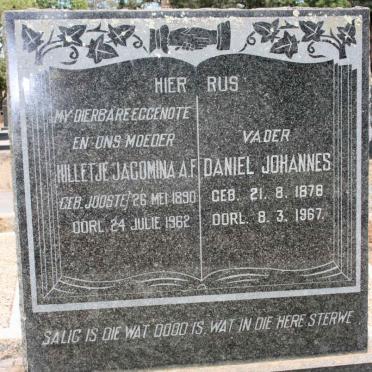 HIER RUS
MY DIERBARE EGGENOTE
EN ONS MOEDER
HILLETJE JACOMINA A.F.
GEB. JOOSTE/ 26 MEI 1890
OORL. 24 JULIE 1962
VADER
DANIEL JOHANNES
GEB. 21. 8. 1878
OORL. 8. 3. 1967.
SALIG IS DIE WAT DOOD IS, WAT IN DIE HERE STERWE